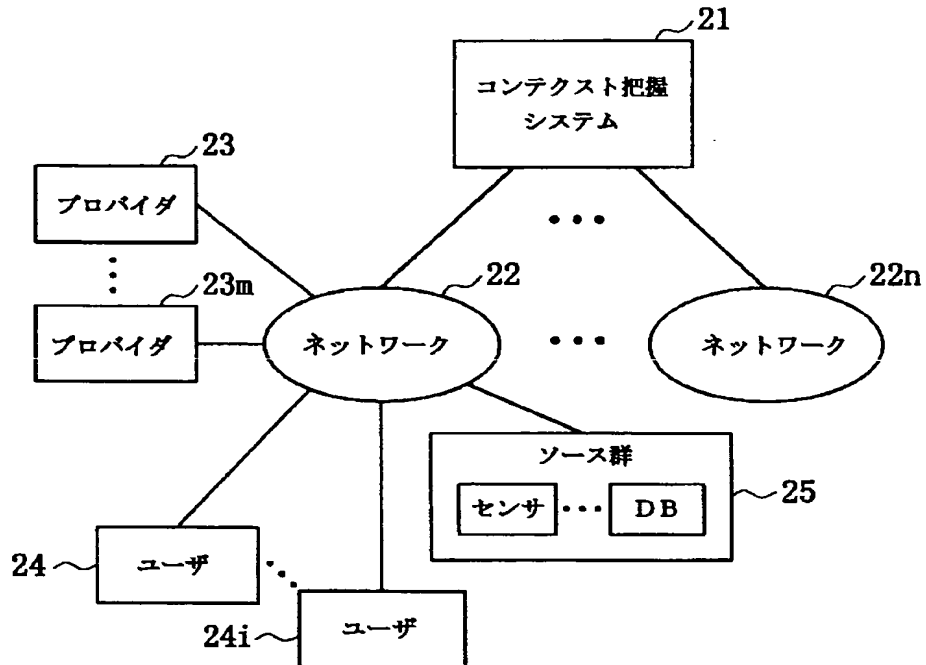 21
コンテクスト把握
システム
23
プロバイダ
23m
プロバイダ
22
ネットワーク
22n
ネットワーク
ソース群
センサ
DB
25
24
ユーザ
24i
ユーザ